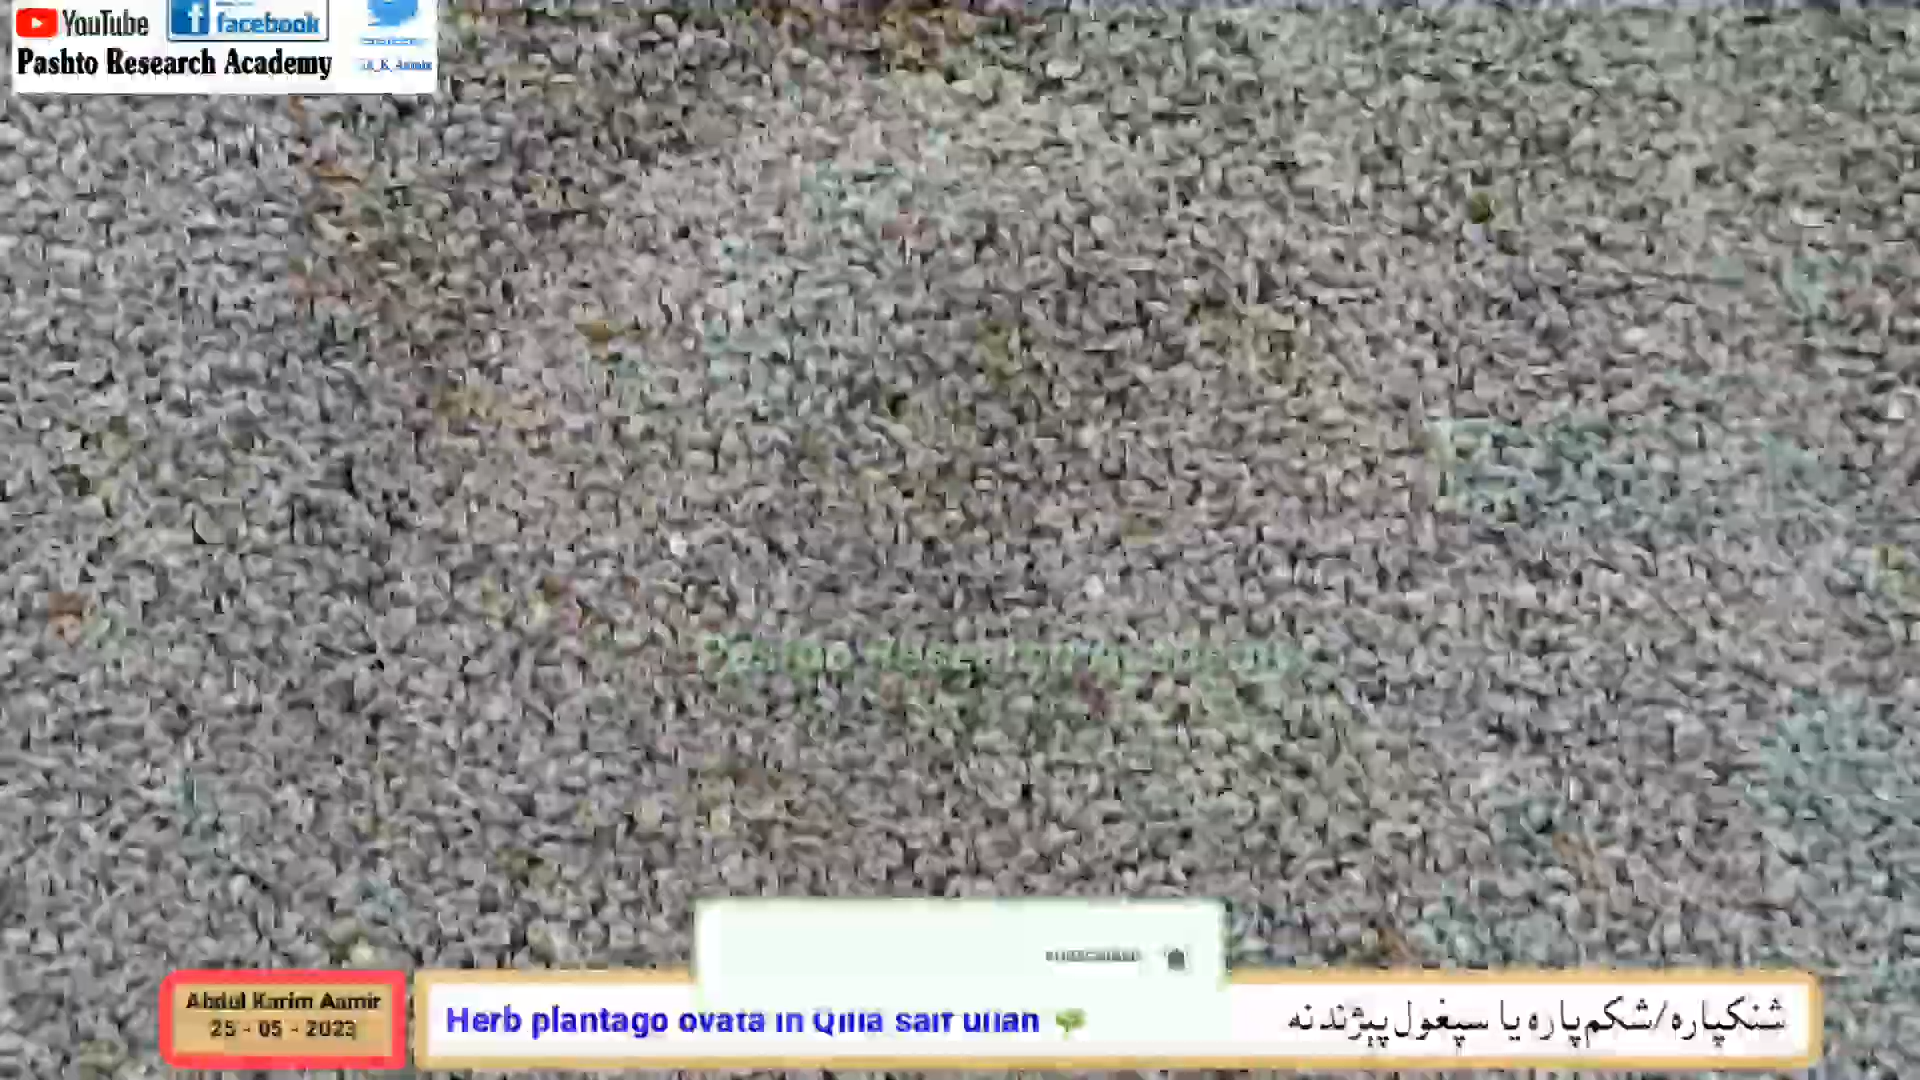 YouTube
facebook
Pashto Research Academy
Abdul Karim Aamir
25 - 05 - 2023
Herb plantago ovata in Qilla saif ullah
شنکپاره/شکم‌پاره یا سپغول پېژندنه